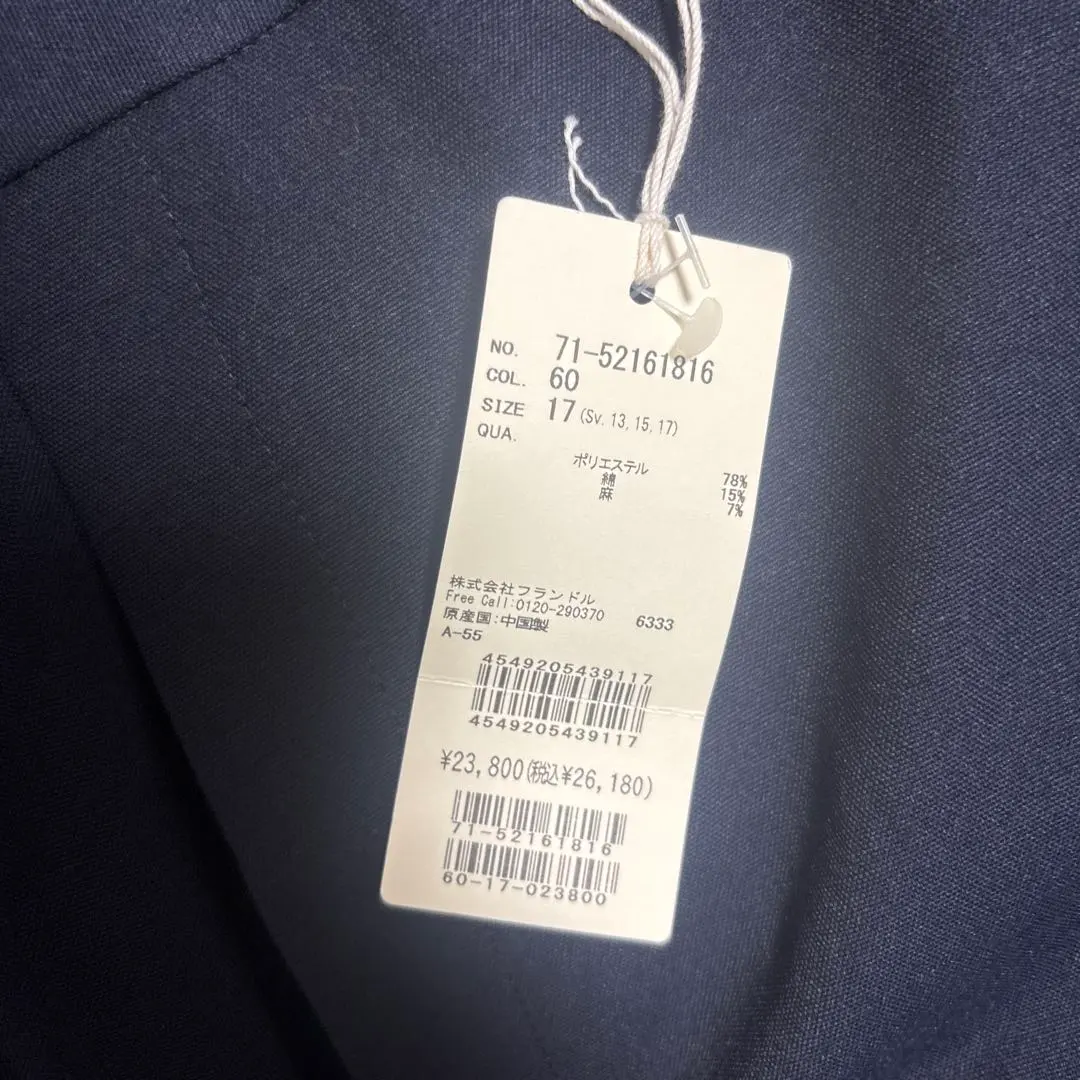 NO. 71-52161816
COL. 60
SIZE 17 (Sv. 13, 15, 17)
QUA.
ポリエステル 78%
綿 15%
麻 7%
株式会社フランドル
Free Call:0120-290370 6333
原産国:中国製
A-55
4549205439117
4549205439117
¥23,800(税込¥26,180)
71-52161816
60-17-023800